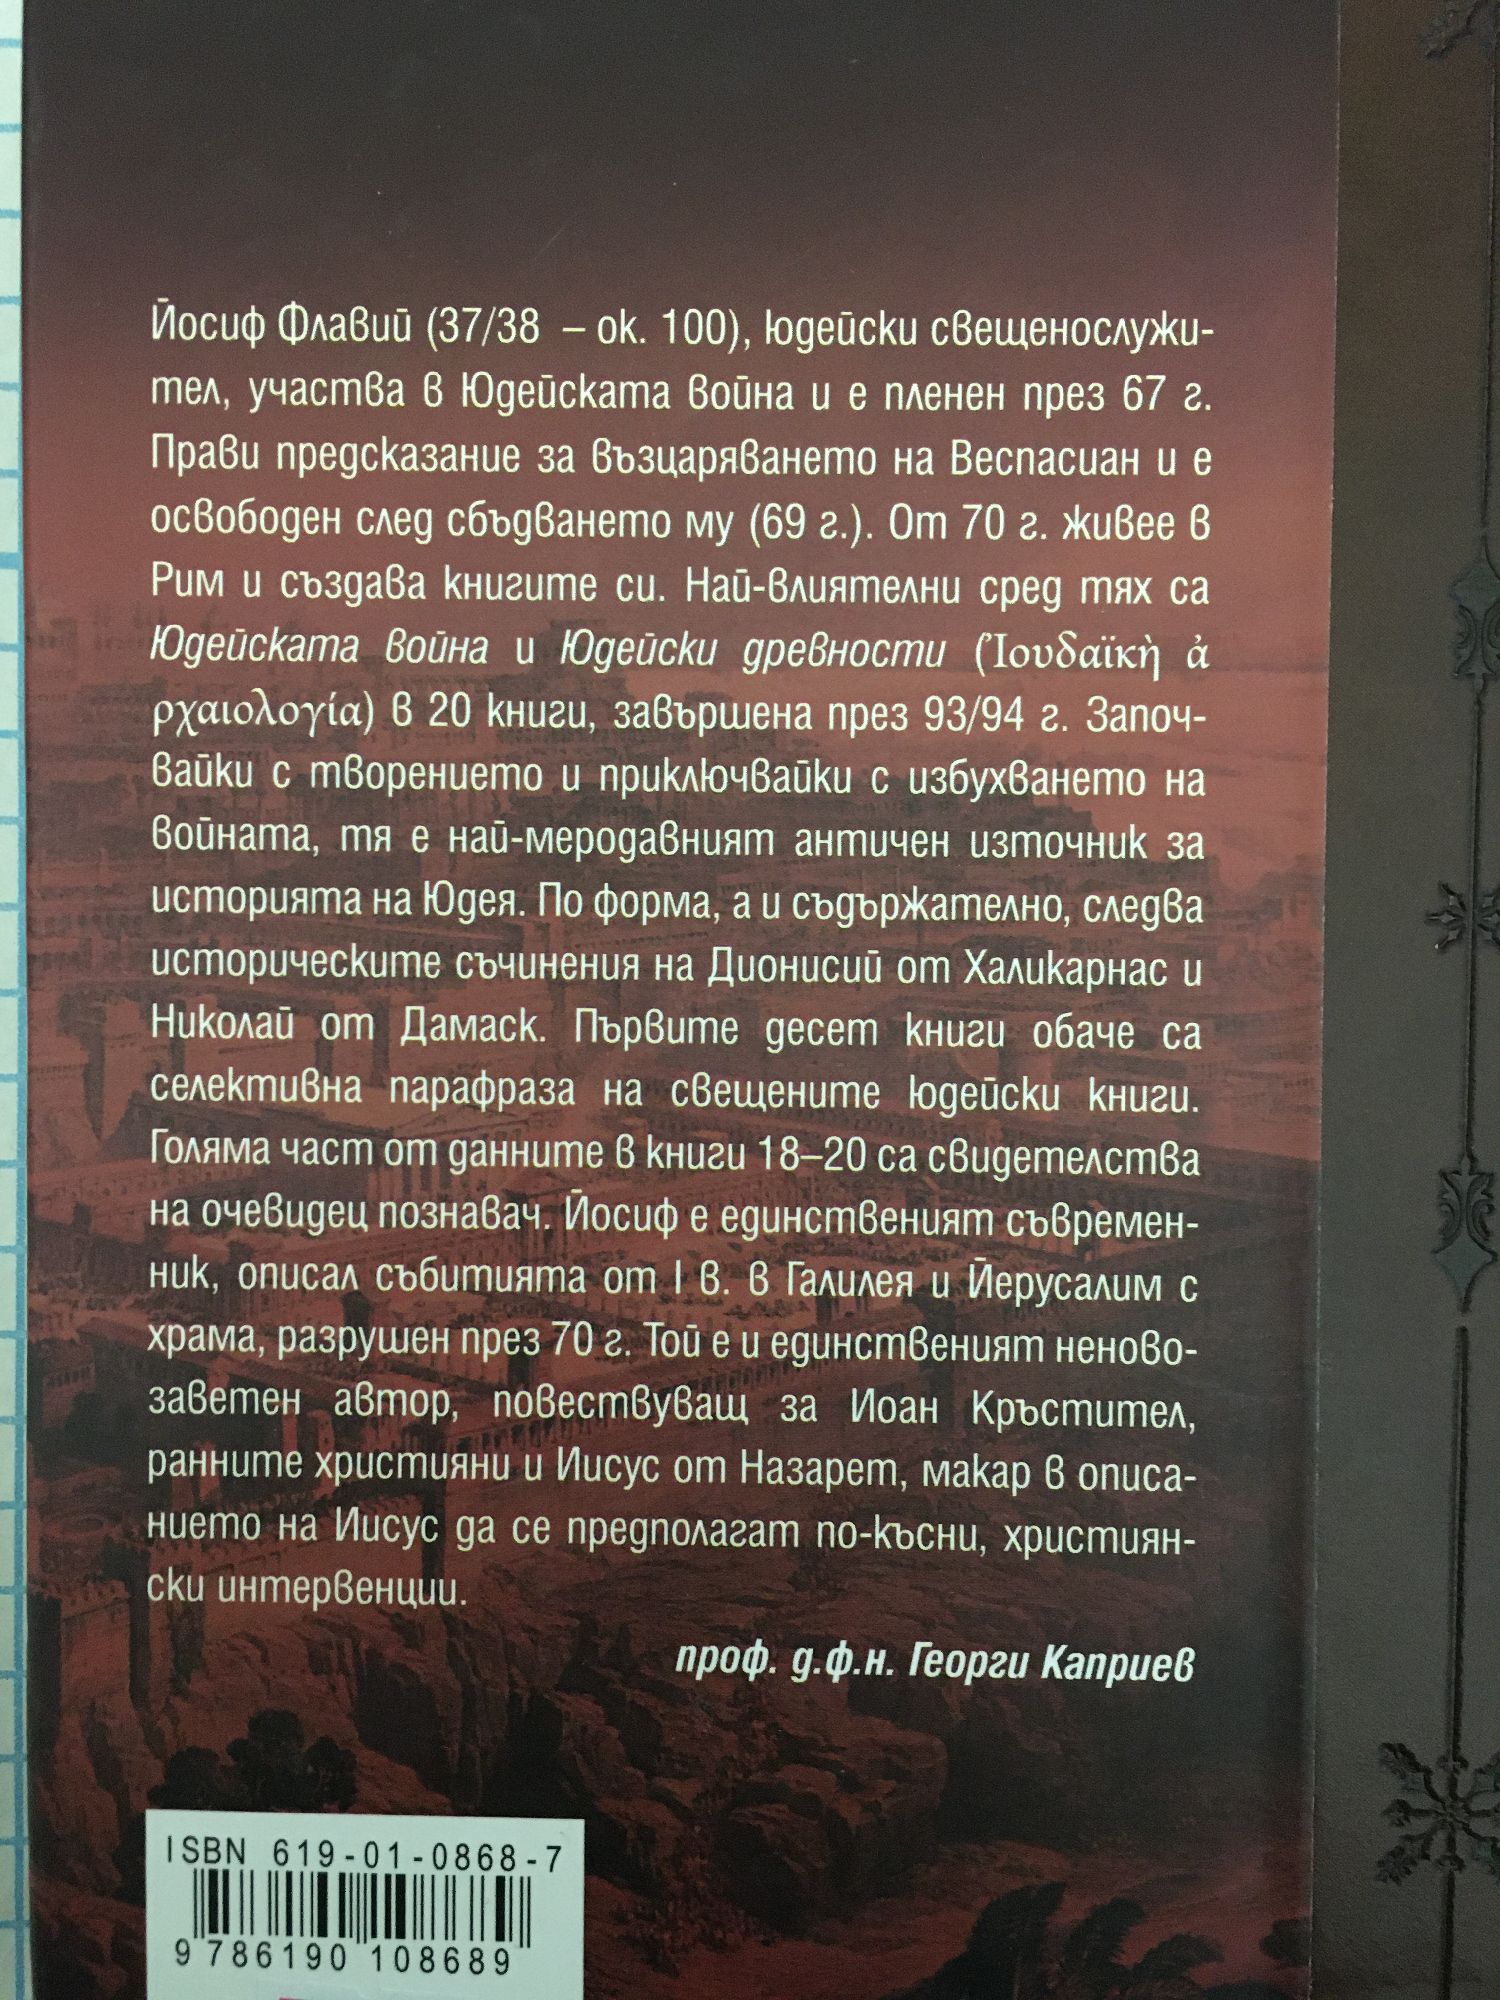 Йосиф Флавий (37/38 – ок. 100), юдейски свещенослужи-
тел, участва в Юдейската война и е пленен през 67 г.
Прави предсказание за възцаряването на Веспасиан и е
освободен след сбъдването му (69 г.). От 70 г. живее в
Рим и създава книгите си. Най-влиятелни сред тях са
Юдейската война и Юдейски древности (Ἰουδαϊκὴ ἀ
ρχαιολογία) в 20 книги, завършена през 93/94 г. Започ-
вайки с творението и приключвайки с избухването на
войната, тя е най-меродавният античен източник за
историята на Юдея. По форма, а и съдържателно, следва
историческите съчинения на Дионисий от Халикарнас и
Николай от Дамаск. Първите десет книги обаче са
селективна парафраза на свещените юдейски книги.
Голяма част от данните в книги 18–20 са свидетелства
на очевидец познавач. Йосиф е единственият съвремен-
ник, описал събитията от I в. в Галилея и Йерусалим с
храма, разрушен през 70 г. Той е и единственият неново-
заветен автор, повествуващ за Иоан Кръстител,
ранните християни и Иисус от Назарет, макар в описа-
нието на Иисус да се предполагат по-късни, християн-
ски интервенции.
проф. д.ф.н. Георги Каприев
ISBN 619-01-0868-7
9 786190 108689